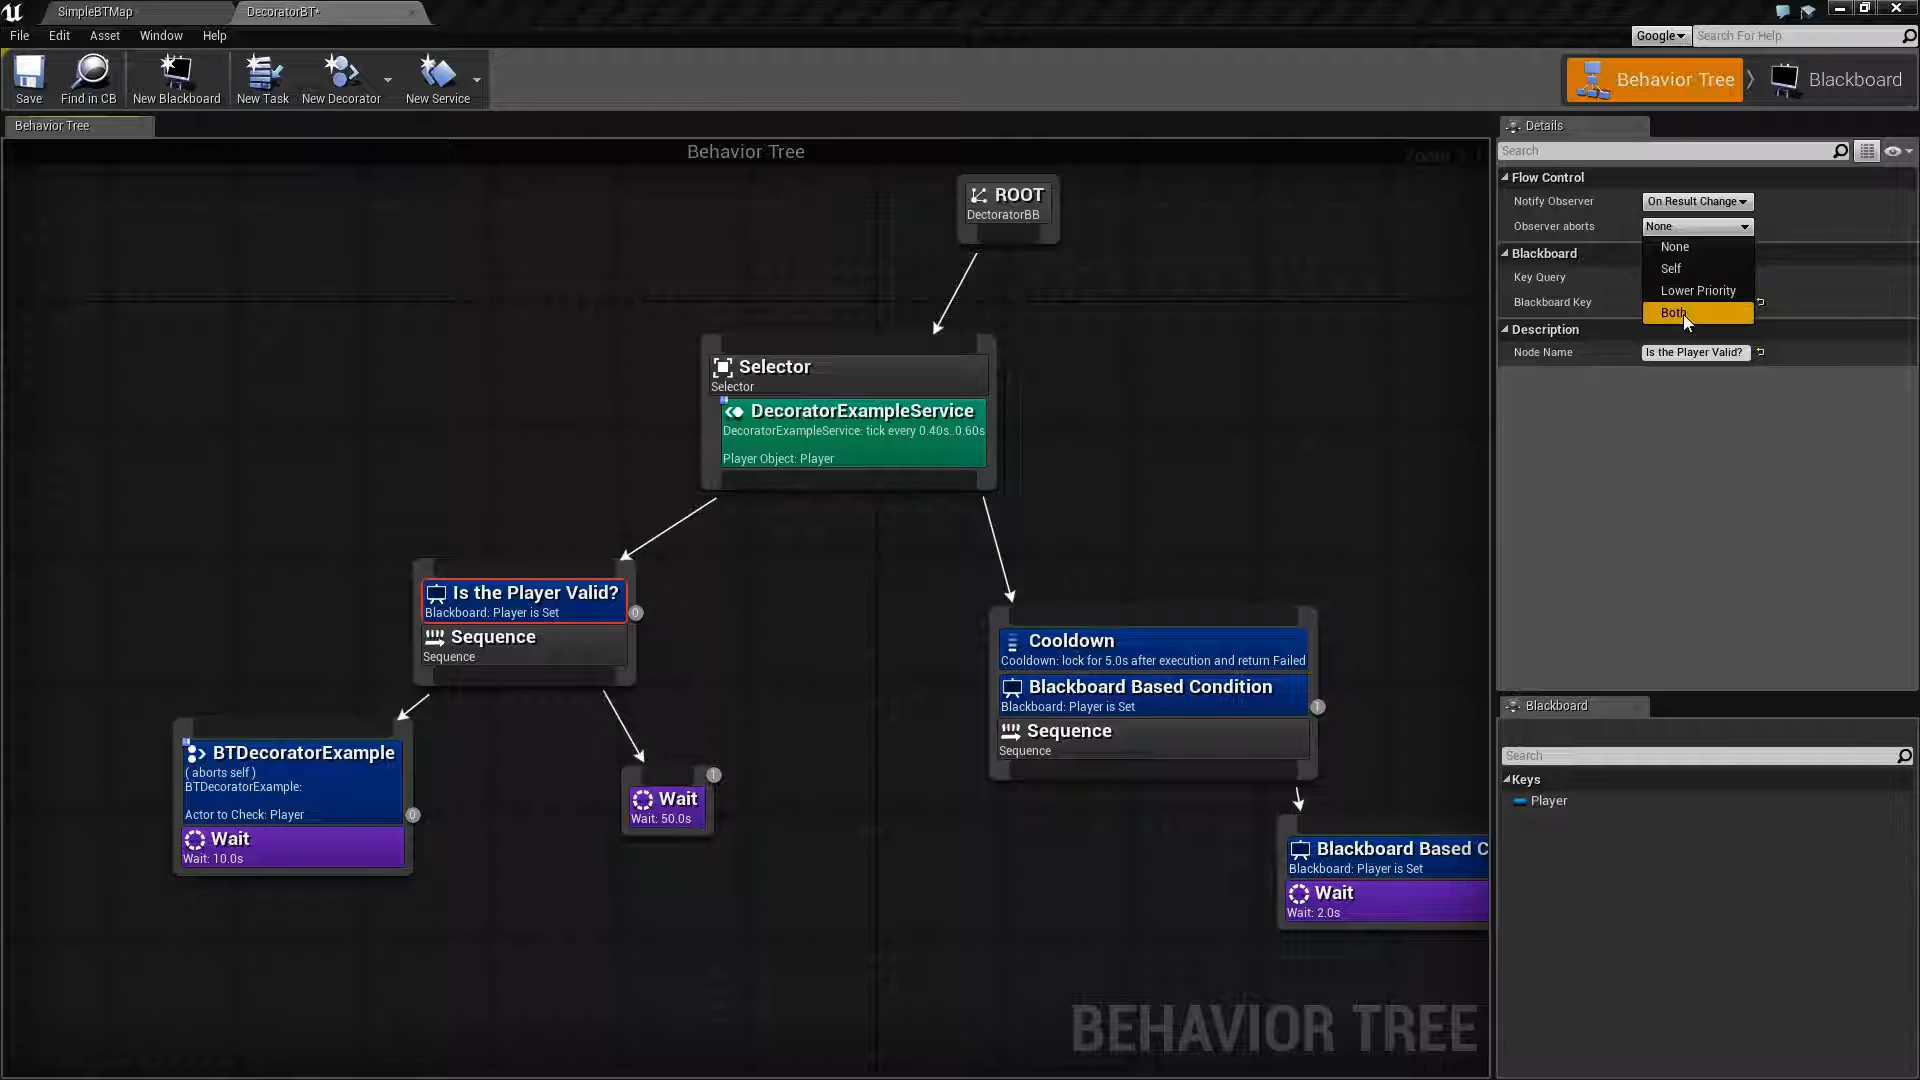 SimpleBTMap
DecoratorBT*
File Edit Asset Window Help
Google
Search For Help
Save
Find in CB
New Blackboard
New Task
New Decorator
New Service
Behavior Tree
Blackboard
Behavior Tree
Behavior Tree
Zoom 1:1
ROOT
DectoratorBB
Selector
Selector
DecoratorExampleService
DecoratorExampleService: tick every 0.40s..0.60s
Player Object: Player
Is the Player Valid?
Blackboard: Player is Set
0
Sequence
Sequence
Cooldown
Cooldown: lock for 5.0s after execution and return Failed
Blackboard Based Condition
Blackboard: Player is Set
1
Sequence
Sequence
BTDecoratorExample
( aborts self )
BTDecoratorExample:
Actor to Check: Player
0
Wait
Wait: 10.0s
1
Wait
Wait: 50.0s
Blackboard Based C
Blackboard: Player is Set
Wait
Wait: 2.0s
BEHAVIOR TREE
Details
Search
Flow Control
Notify Observer
On Result Change
Observer aborts
None
None
Self
Lower Priority
Both
Blackboard
Key Query
Blackboard Key
Description
Node Name
Is the Player Valid?
Blackboard
Search
Keys
Player